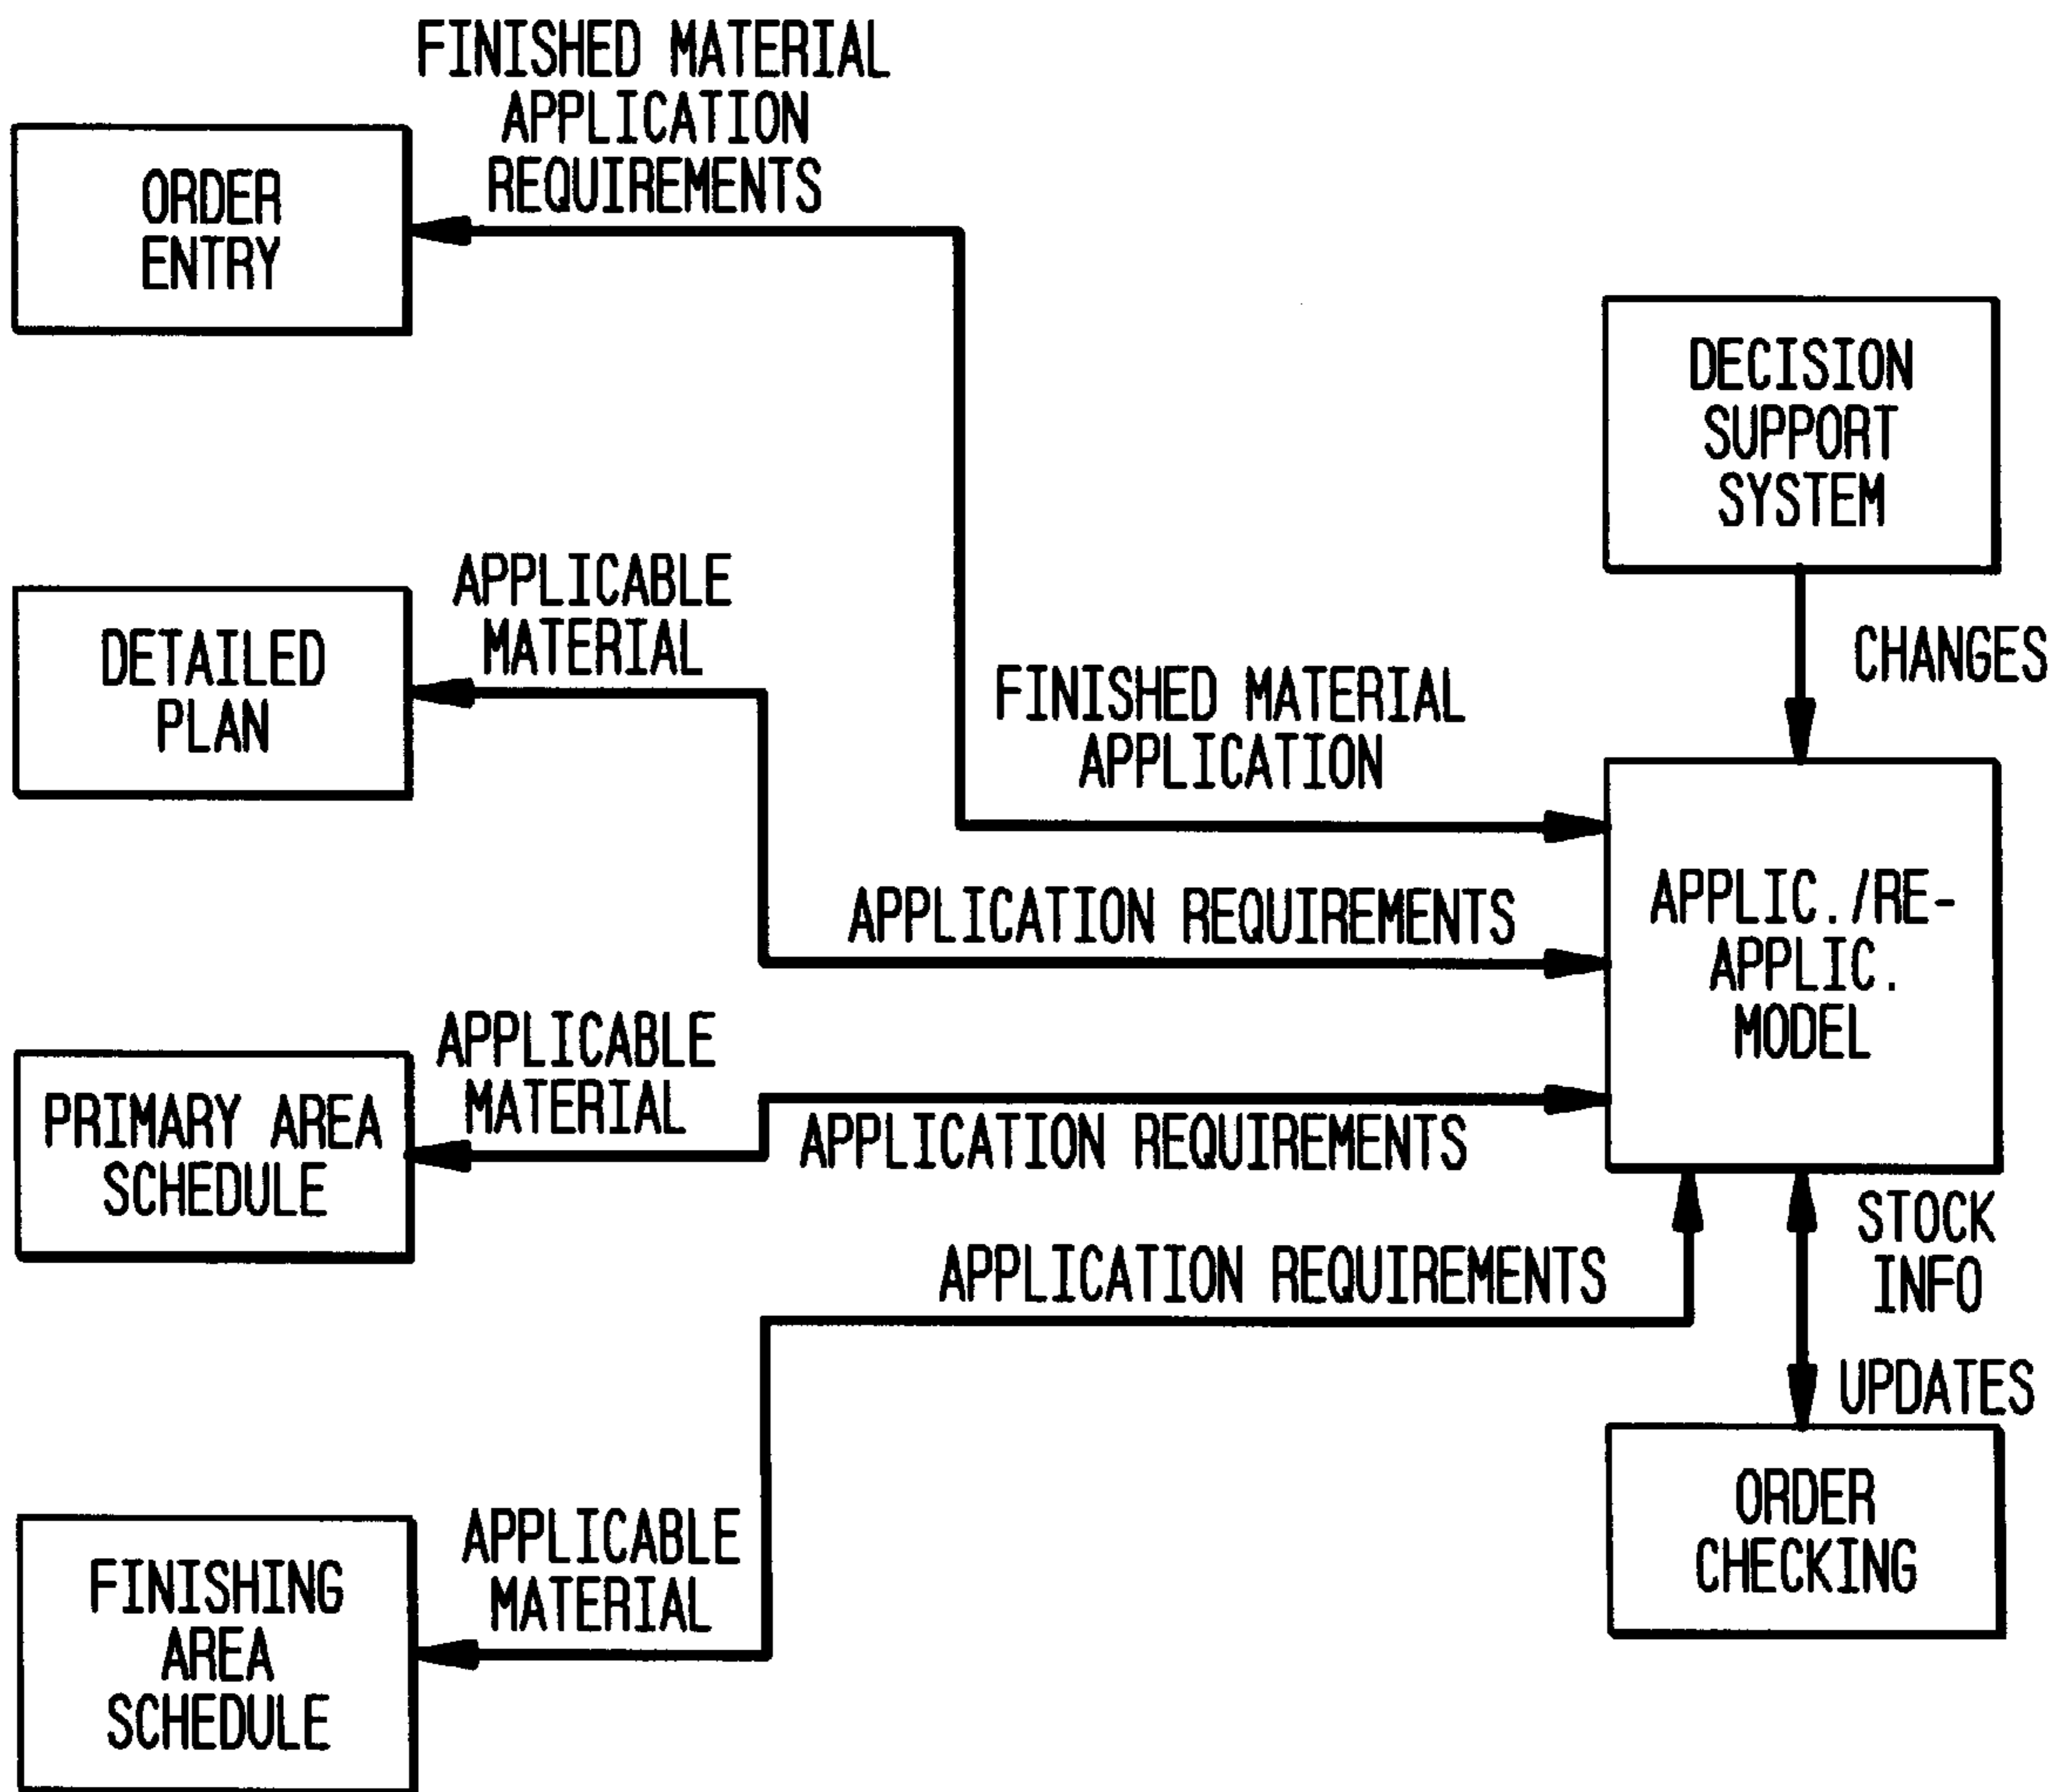 FINISHED MATERIAL
APPLICATION
REQUIREMENTS
ORDER
ENTRY
DECISION
SUPPORT
SYSTEM
CHANGES
APPLICABLE
MATERIAL
DETAILED
PLAN
FINISHED MATERIAL
APPLICATION
APPLICATION REQUIREMENTS
APPLIC./RE-
APPLIC.
MODEL
APPLICABLE
MATERIAL
PRIMARY AREA
SCHEDULE
APPLICATION REQUIREMENTS
STOCK
INFO
APPLICATION REQUIREMENTS
UPDATES
ORDER
CHECKING
APPLICABLE
MATERIAL
FINISHING
AREA
SCHEDULE